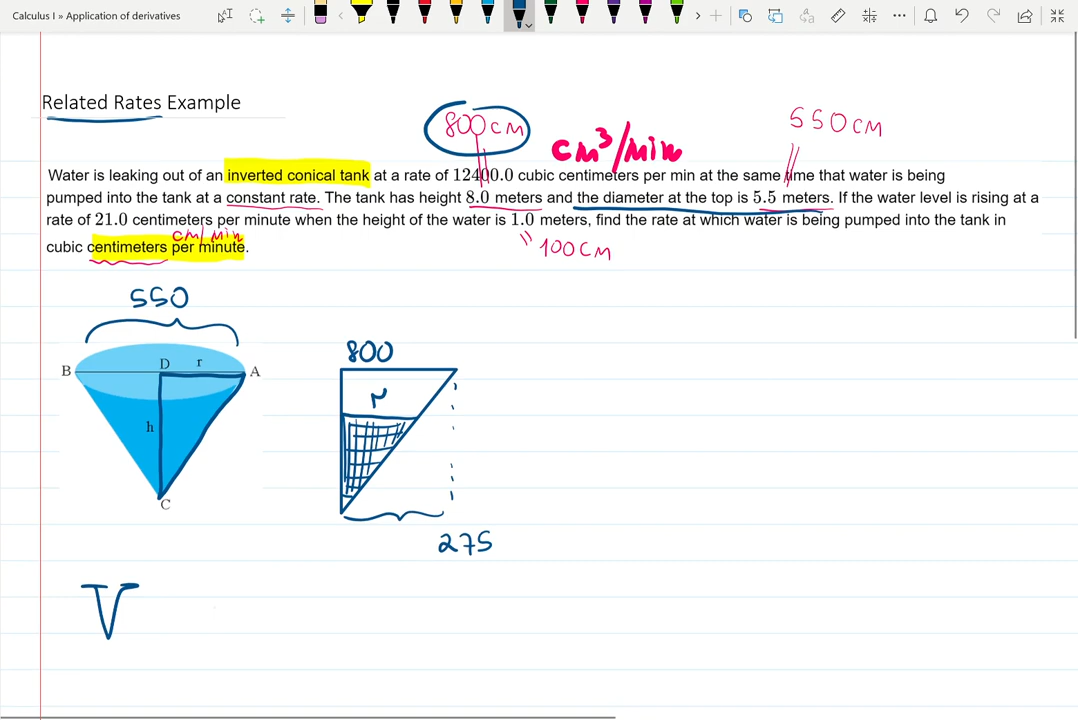 Calculus I » Application of derivatives
Related Rates Example
800 CM
550 CM
cm³/Min
Water is leaking out of an inverted conical tank at a rate of 12400.0 cubic centimeters per min at the same time that water is being
pumped into the tank at a constant rate. The tank has height 8.0 meters and the diameter at the top is 5.5 meters. If the water level is rising at a
rate of 21.0 centimeters per minute when the height of the water is 1.0 meters, find the rate at which water is being pumped into the tank in
cm/min
cubic centimeters per minute.
100 CM
550
800
B
D
r
A
r
h
C
275
V